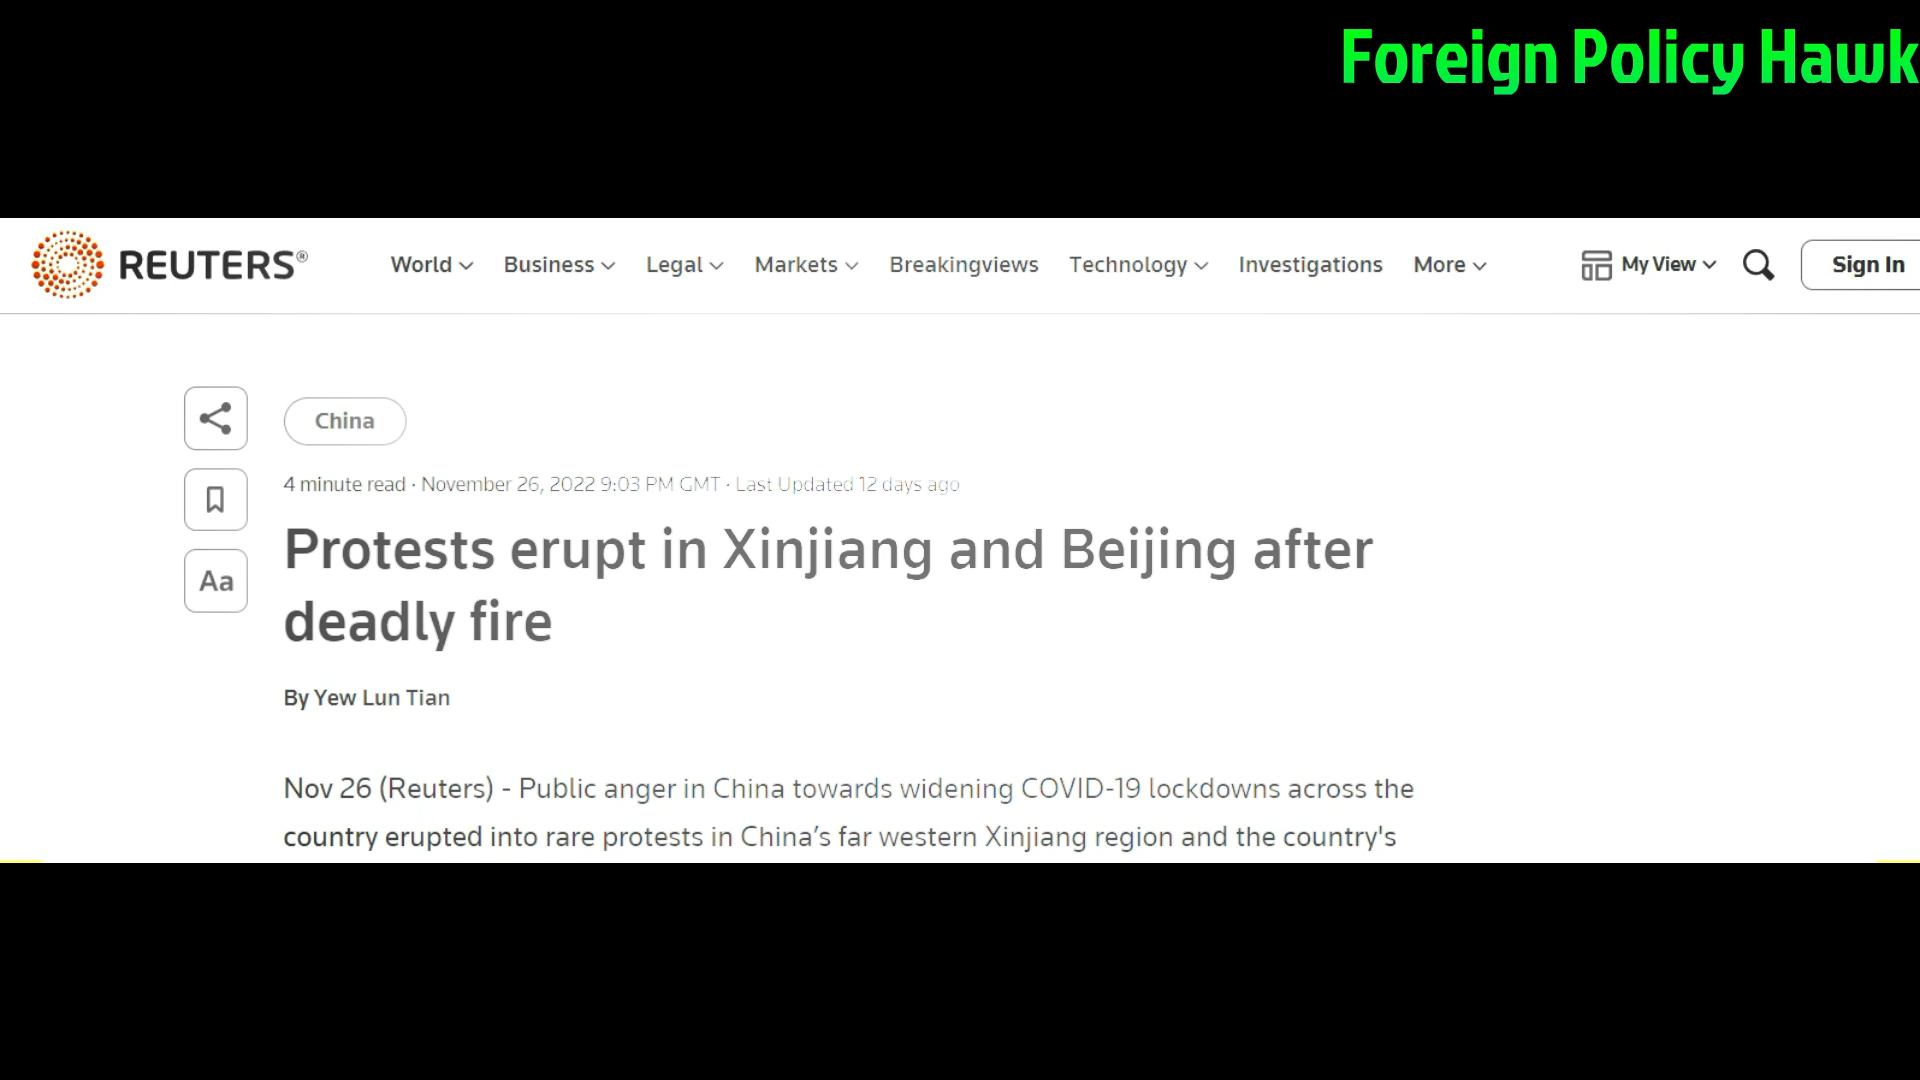 Foreign Policy Hawk
REUTERS®
World Business Legal Markets Breakingviews Technology Investigations More My View Sign In
China
4 minute read · November 26, 2022 9:03 PM GMT · Last Updated 12 days ago
Protests erupt in Xinjiang and Beijing after
deadly fire
Aa
By Yew Lun Tian
Nov 26 (Reuters) - Public anger in China towards widening COVID-19 lockdowns across the
country erupted into rare protests in China’s far western Xinjiang region and the country's